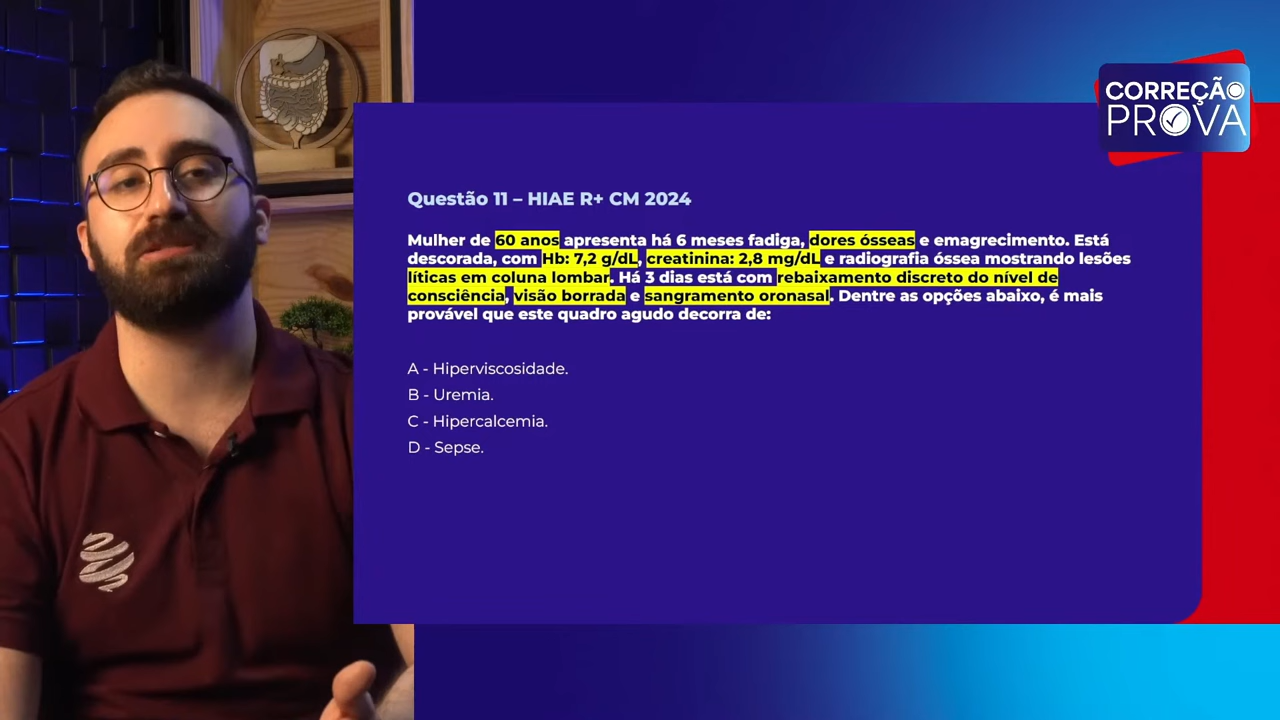 CORREÇÃO
PROVA
Questão 11 – HIAE R+ CM 2024
Mulher de 60 anos apresenta há 6 meses fadiga, dores ósseas e emagrecimento. Está
descorada, com Hb: 7,2 g/dL, creatinina: 2,8 mg/dL e radiografia óssea mostrando lesões
líticas em coluna lombar. Há 3 dias está com rebaixamento discreto do nível de
consciência, visão borrada e sangramento oronasal. Dentre as opções abaixo, é mais
provável que este quadro agudo decorra de:
A - Hiperviscosidade.
B - Uremia.
C - Hipercalcemia.
D - Sepse.